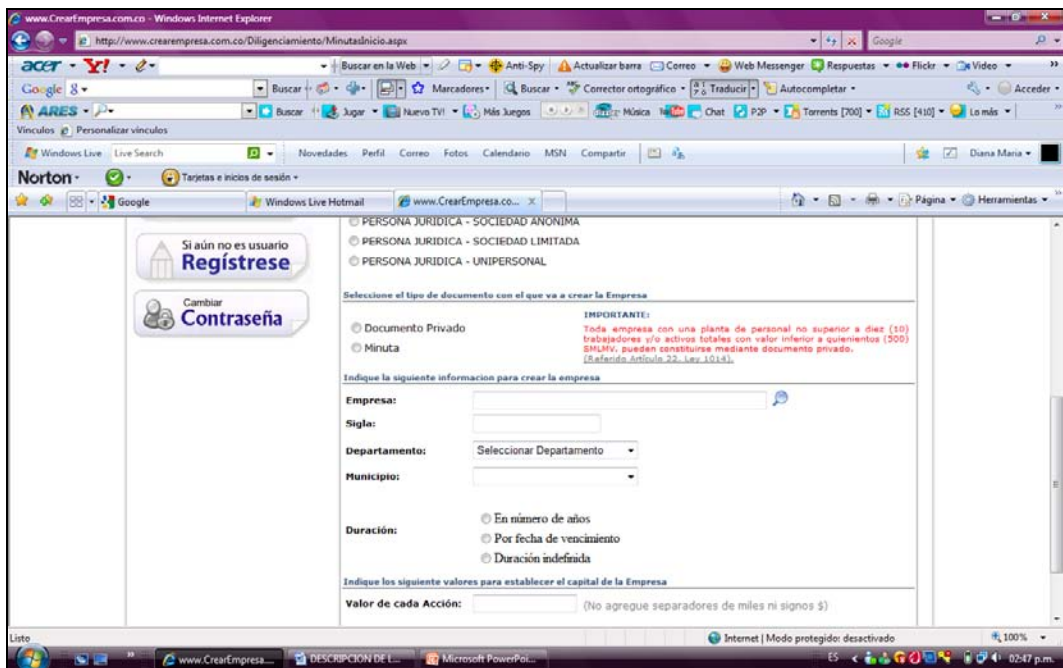 www.CrearEmpresa.com.co - Windows Internet Explorer
http://www.crearempresa.com.co/Diligenciamiento/MinutasInicio.aspx
Google
acer Y! Buscar en la Web Anti-Spy Actualizar barra Correo Web Messenger Respuestas Flickr Video
Google Buscar Marcadores Buscar Corrector ortográfico Traducir Autocompletar Acceder
ARES Buscar Jugar Nuevo TV! Más Juegos Música Chat P2P Torrents [700] RSS [410] Lo más
Vínculos Personalizar vínculos
Windows Live Live Search Novedades Perfil Correo Fotos Calendario MSN Compartir Diana Maria
Norton Tarjetas e inicios de sesión
Google Windows Live Hotmail www.CrearEmpresa.co... X Página Herramientas
PERSONA JURIDICA - SOCIEDAD ANONIMA
PERSONA JURIDICA - SOCIEDAD LIMITADA
PERSONA JURIDICA - UNIPERSONAL
Si aún no es usuario
Regístrese
Cambiar
Contraseña
Seleccione el tipo de documento con el que va a crear la Empresa
Documento Privado
Minuta
IMPORTANTE:
Toda empresa con una planta de personal no superior a diez (10)
trabajadores y/o activos totales con valor inferior a quienientos (500)
SMLMV, pueden constituirse mediante documento privado.
(Referido Artículo 22, Ley 1014).
Indique la siguiente informacion para crear la empresa
Empresa:
Sigla:
Departamento: Seleccionar Departamento
Municipio:
Duración:
En número de años
Por fecha de vencimiento
Duración indefinida
Indique los siguiente valores para establecer el capital de la Empresa
Valor de cada Acción: (No agregue separadores de miles ni signos $)
Listo Internet | Modo protegido: desactivado 100%
www.CrearEmpresa.... DESCRIPCION DE L... Microsoft PowerPoi... ES 02:47 p.m.